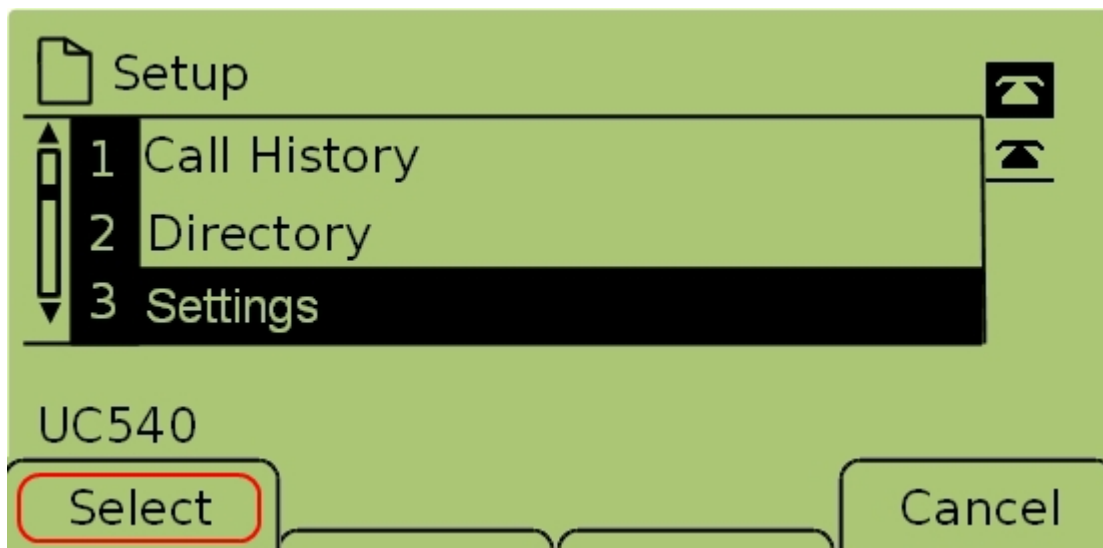 Setup
1 Call History
2 Directory
3 Settings
UC540
Select Cancel